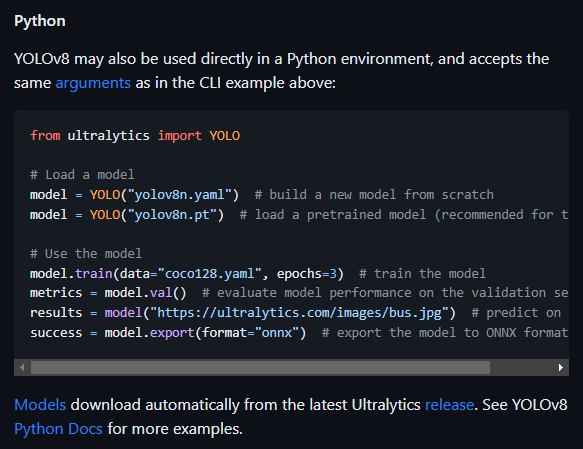 Python
YOLOv8 may also be used directly in a Python environment, and accepts the
same arguments as in the CLI example above:
from ultralytics import YOLO
# Load a model
model = YOLO("yolov8n.yaml")  # build a new model from scratch
model = YOLO("yolov8n.pt")  # load a pretrained model (recommended for t
# Use the model
model.train(data="coco128.yaml", epochs=3)  # train the model
metrics = model.val()  # evaluate model performance on the validation se
results = model("https://ultralytics.com/images/bus.jpg")  # predict on
success = model.export(format="onnx")  # export the model to ONNX format
Models download automatically from the latest Ultralytics release. See YOLOv8
Python Docs for more examples.